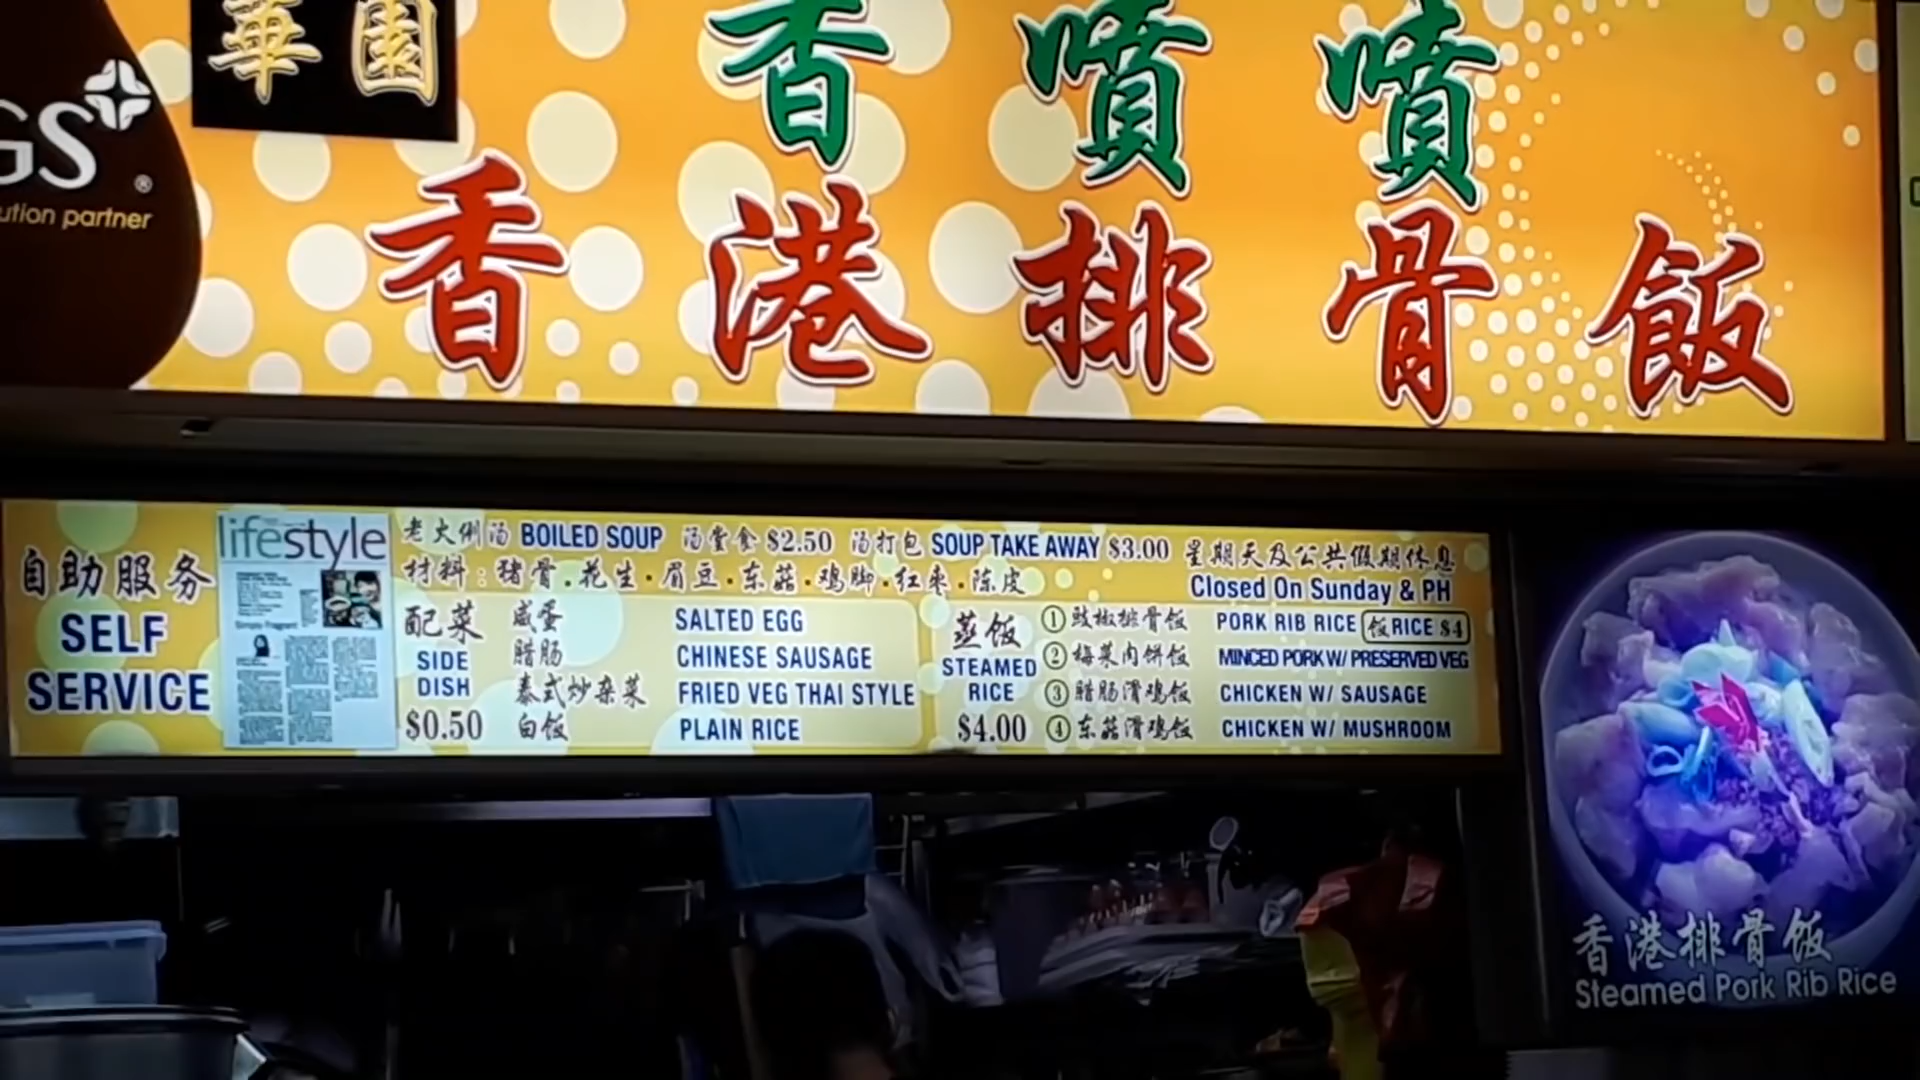 華園
香噴噴
GS®
ution partner
香港排骨飯
自助服务
SELF
SERVICE
lifestyle
老火例汤 BOILED SOUP 汤堂食 $2.50 汤打包 SOUP TAKE AWAY $3.00 星期天及公共假期休息
材料:猪骨.花生.眉豆.东菇.鸡脚.红枣.陈皮
Closed On Sunday & PH
配菜
SIDE
DISH
$0.50
咸蛋 SALTED EGG
腊肠 CHINESE SAUSAGE
泰式炒杂菜 FRIED VEG THAI STYLE
白饭 PLAIN RICE
蒸饭
STEAMED
RICE
$4.00
① 豉椒排骨饭 PORK RIB RICE 饭RICE $4
② 梅菜肉饼饭 MINCED PORK W/ PRESERVED VEG
③ 腊肠滑鸡饭 CHICKEN W/ SAUSAGE
④ 东菇滑鸡饭 CHICKEN W/ MUSHROOM
香港排骨饭
Steamed Pork Rib Rice